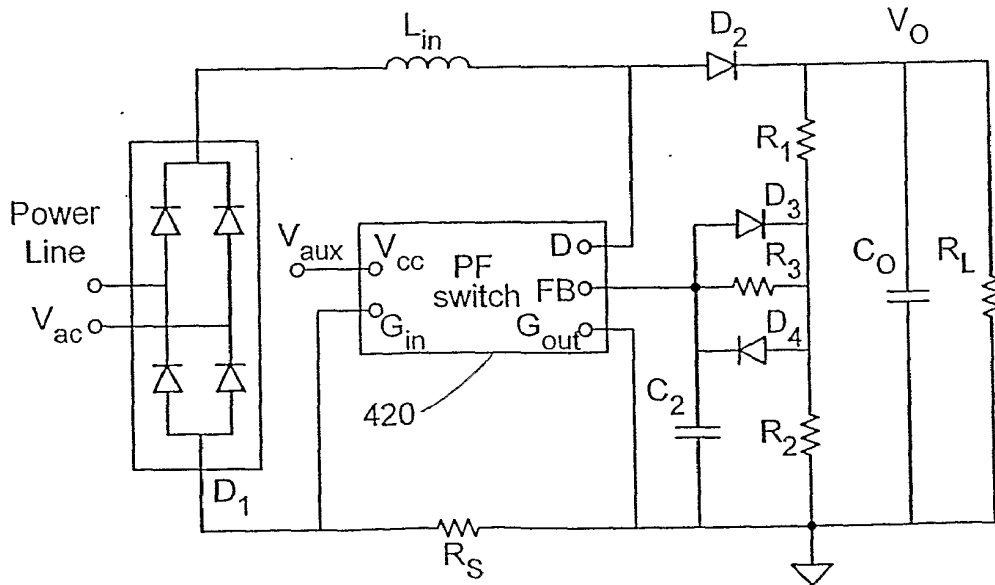 L_in
D_2
V_O
R_1
Power
Line
V_aux
V_cc
PF
switch
D
FB
G_in
G_out
D_3
R_3
D_4
C_O
R_L
V_ac
420
C_2
R_2
D_1
R_S